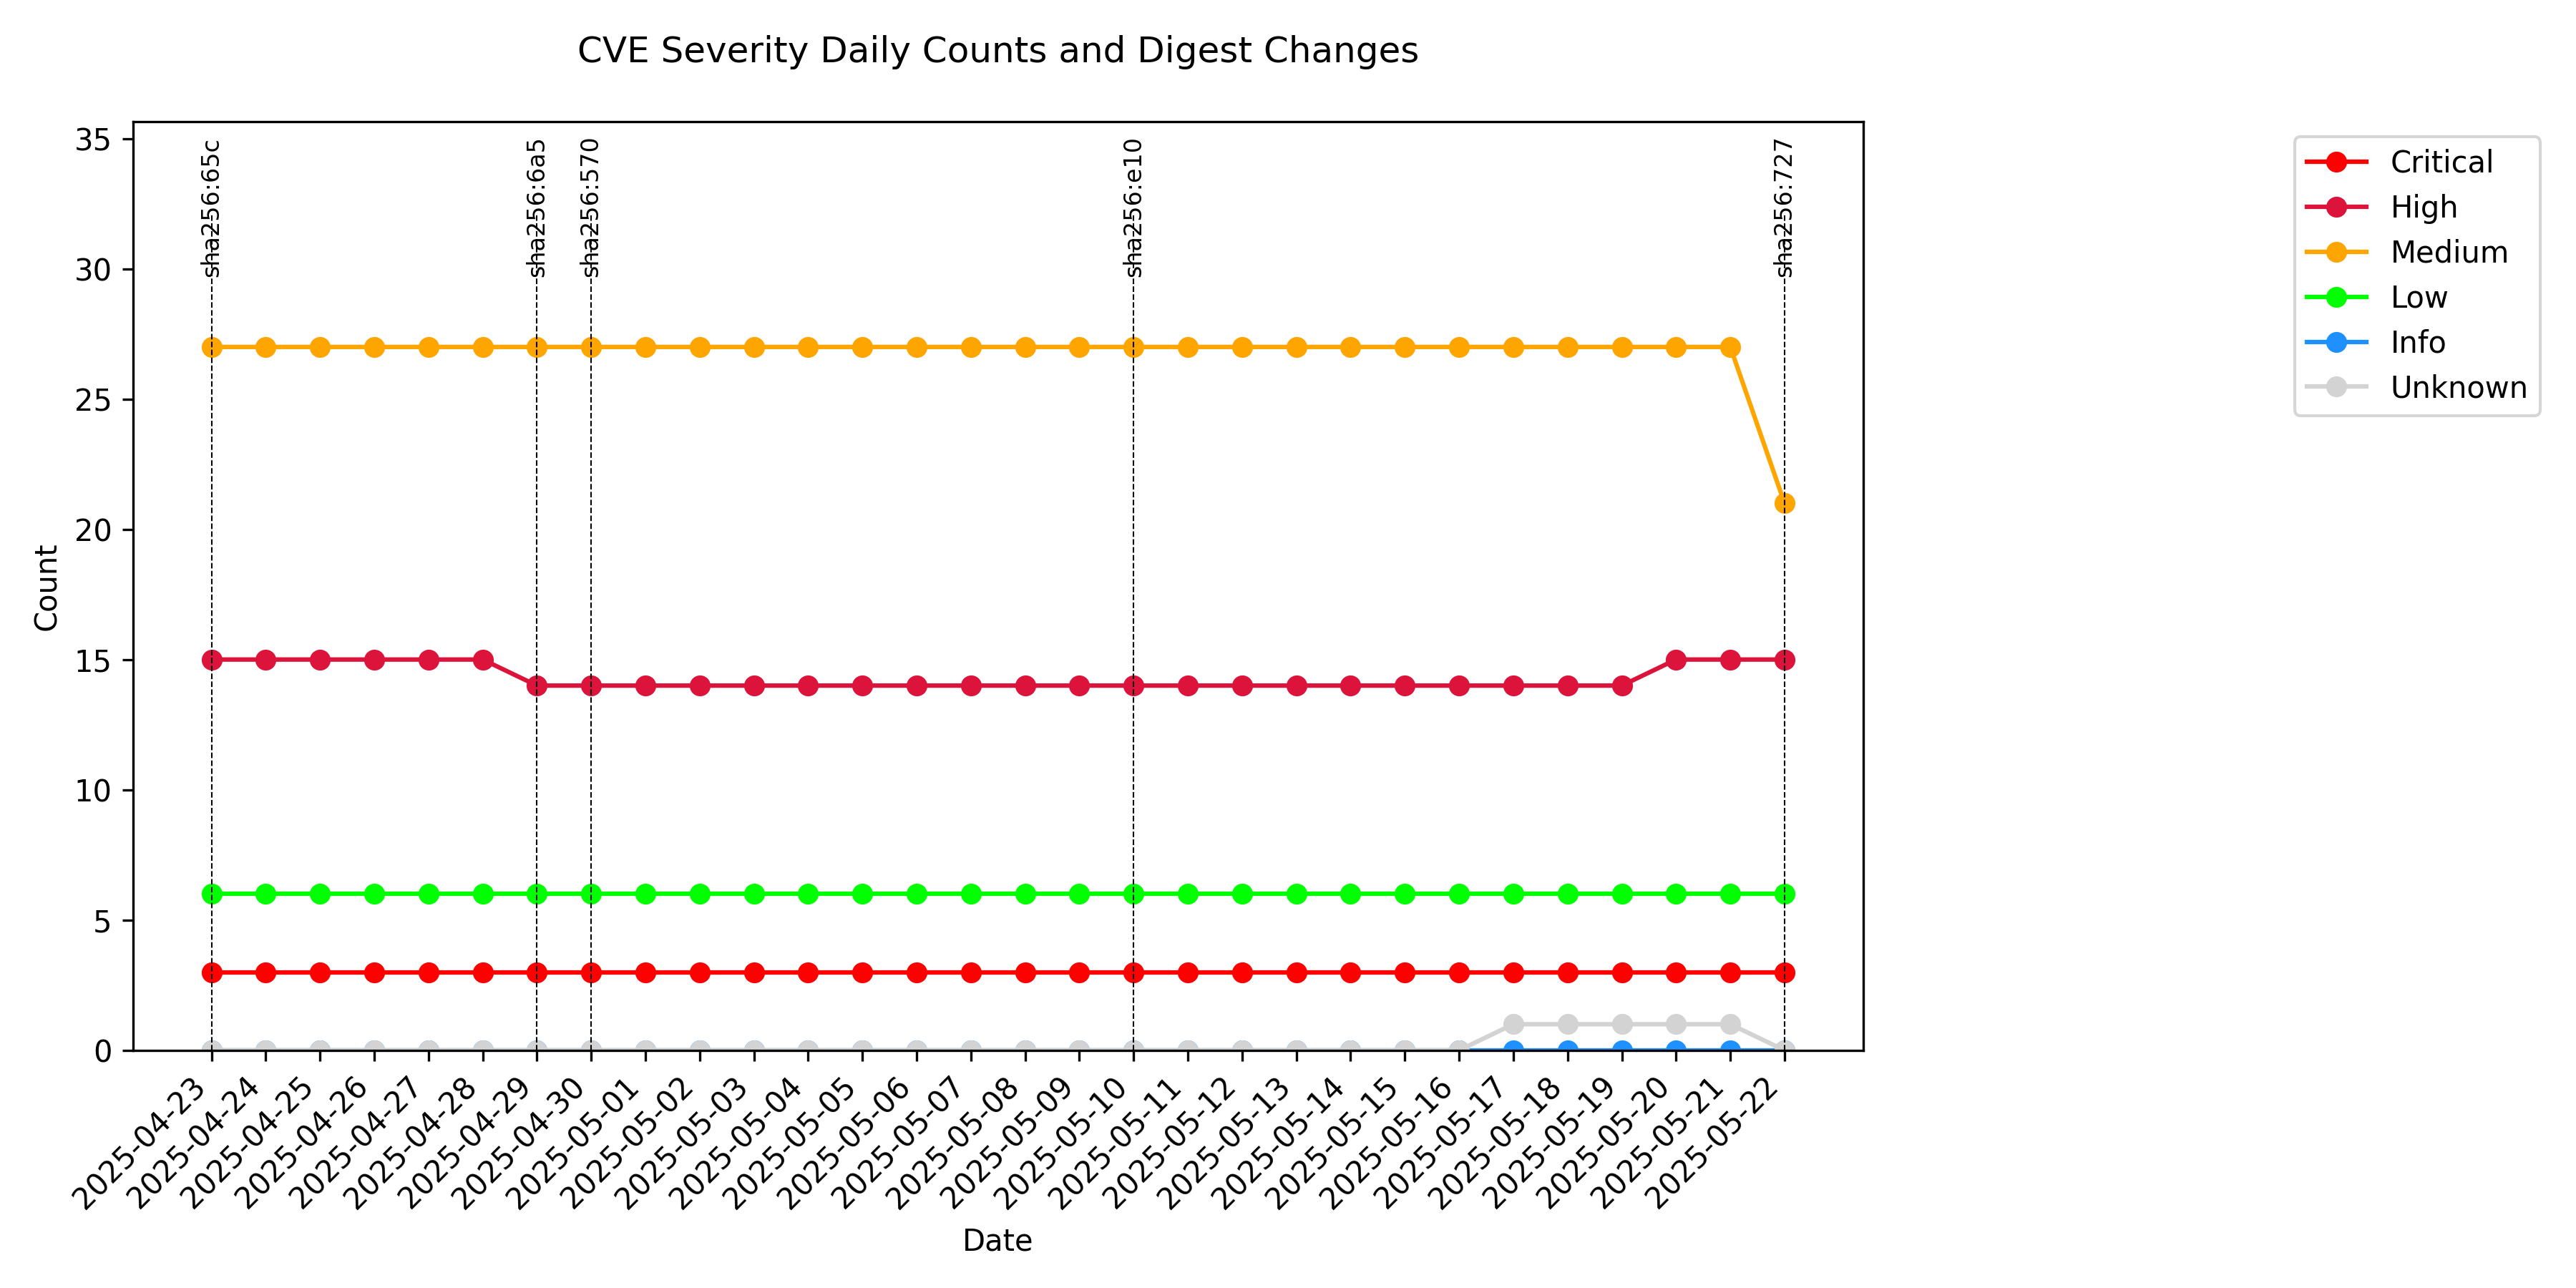 CVE Severity Daily Counts and Digest Changes
35
30
25
20
15
10
5
0
Count
sha256:65c
sha256:6a5
sha256:570
sha256:e10
sha256:727
Critical
High
Medium
Low
Info
Unknown
2025-04-23
2025-04-24
2025-04-25
2025-04-26
2025-04-27
2025-04-28
2025-04-29
2025-04-30
2025-05-01
2025-05-02
2025-05-03
2025-05-04
2025-05-05
2025-05-06
2025-05-07
2025-05-08
2025-05-09
2025-05-10
2025-05-11
2025-05-12
2025-05-13
2025-05-14
2025-05-15
2025-05-16
2025-05-17
2025-05-18
2025-05-19
2025-05-20
2025-05-21
2025-05-22
Date